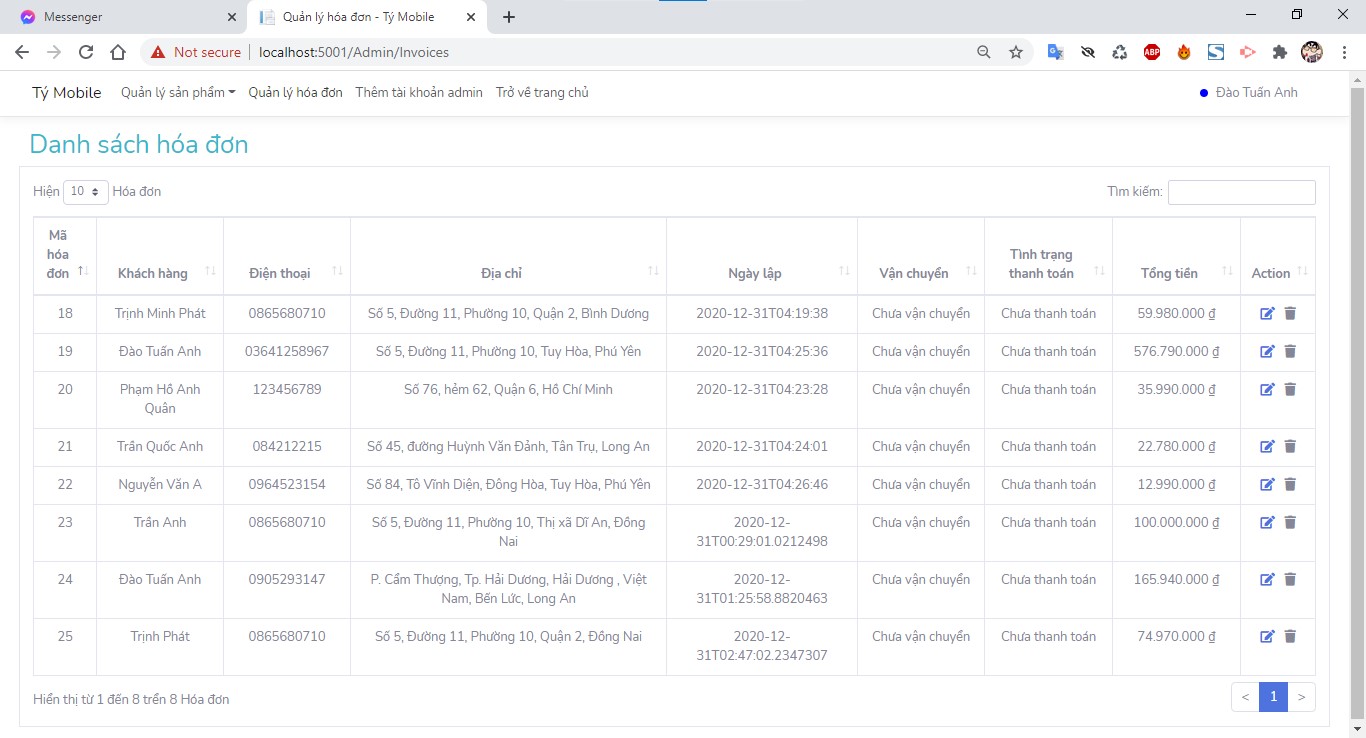 Messenger
Quản lý hóa đơn - Tý Mobile
Not secure
localhost:5001/Admin/Invoices
ABP
Tý Mobile Quản lý sản phẩm Quản lý hóa đơn Thêm tài khoản admin Trở về trang chủ Đào Tuấn Anh
Danh sách hóa đơn
Hiện 10 Hóa đơn Tìm kiếm:
Mã hóa đơn Khách hàng Điện thoại Địa chỉ Ngày lập Vận chuyển Tình trạng thanh toán Tổng tiền Action
18 Trịnh Minh Phát 0865680710 Số 5, Đường 11, Phường 10, Quận 2, Bình Dương 2020-12-31T04:19:38 Chưa vận chuyển Chưa thanh toán 59.980.000 ₫
19 Đào Tuấn Anh 03641258967 Số 5, Đường 11, Phường 10, Tuy Hòa, Phú Yên 2020-12-31T04:25:36 Chưa vận chuyển Chưa thanh toán 576.790.000 ₫
20 Phạm Hồ Anh Quân 123456789 Số 76, hẻm 62, Quận 6, Hồ Chí Minh 2020-12-31T04:23:28 Chưa vận chuyển Chưa thanh toán 35.990.000 ₫
21 Trần Quốc Anh 084212215 Số 45, đường Huỳnh Văn Đảnh, Tân Trụ, Long An 2020-12-31T04:24:01 Chưa vận chuyển Chưa thanh toán 22.780.000 ₫
22 Nguyễn Văn A 0964523154 Số 84, Tô Vĩnh Diện, Đông Hòa, Tuy Hòa, Phú Yên 2020-12-31T04:26:46 Chưa vận chuyển Chưa thanh toán 12.990.000 ₫
23 Trần Anh 0865680710 Số 5, Đường 11, Phường 10, Thị xã Dĩ An, Đồng Nai 2020-12-31T00:29:01.0212498 Chưa vận chuyển Chưa thanh toán 100.000.000 ₫
24 Đào Tuấn Anh 0905293147 P. Cẩm Thượng, Tp. Hải Dương, Hải Dương , Việt Nam, Bến Lức, Long An 2020-12-31T01:25:58.8820463 Chưa vận chuyển Chưa thanh toán 165.940.000 ₫
25 Trịnh Phát 0865680710 Số 5, Đường 11, Phường 10, Quận 2, Đồng Nai 2020-12-31T02:47:02.2347307 Chưa vận chuyển Chưa thanh toán 74.970.000 ₫
Hiển thị từ 1 đến 8 trển 8 Hóa đơn < 1 >